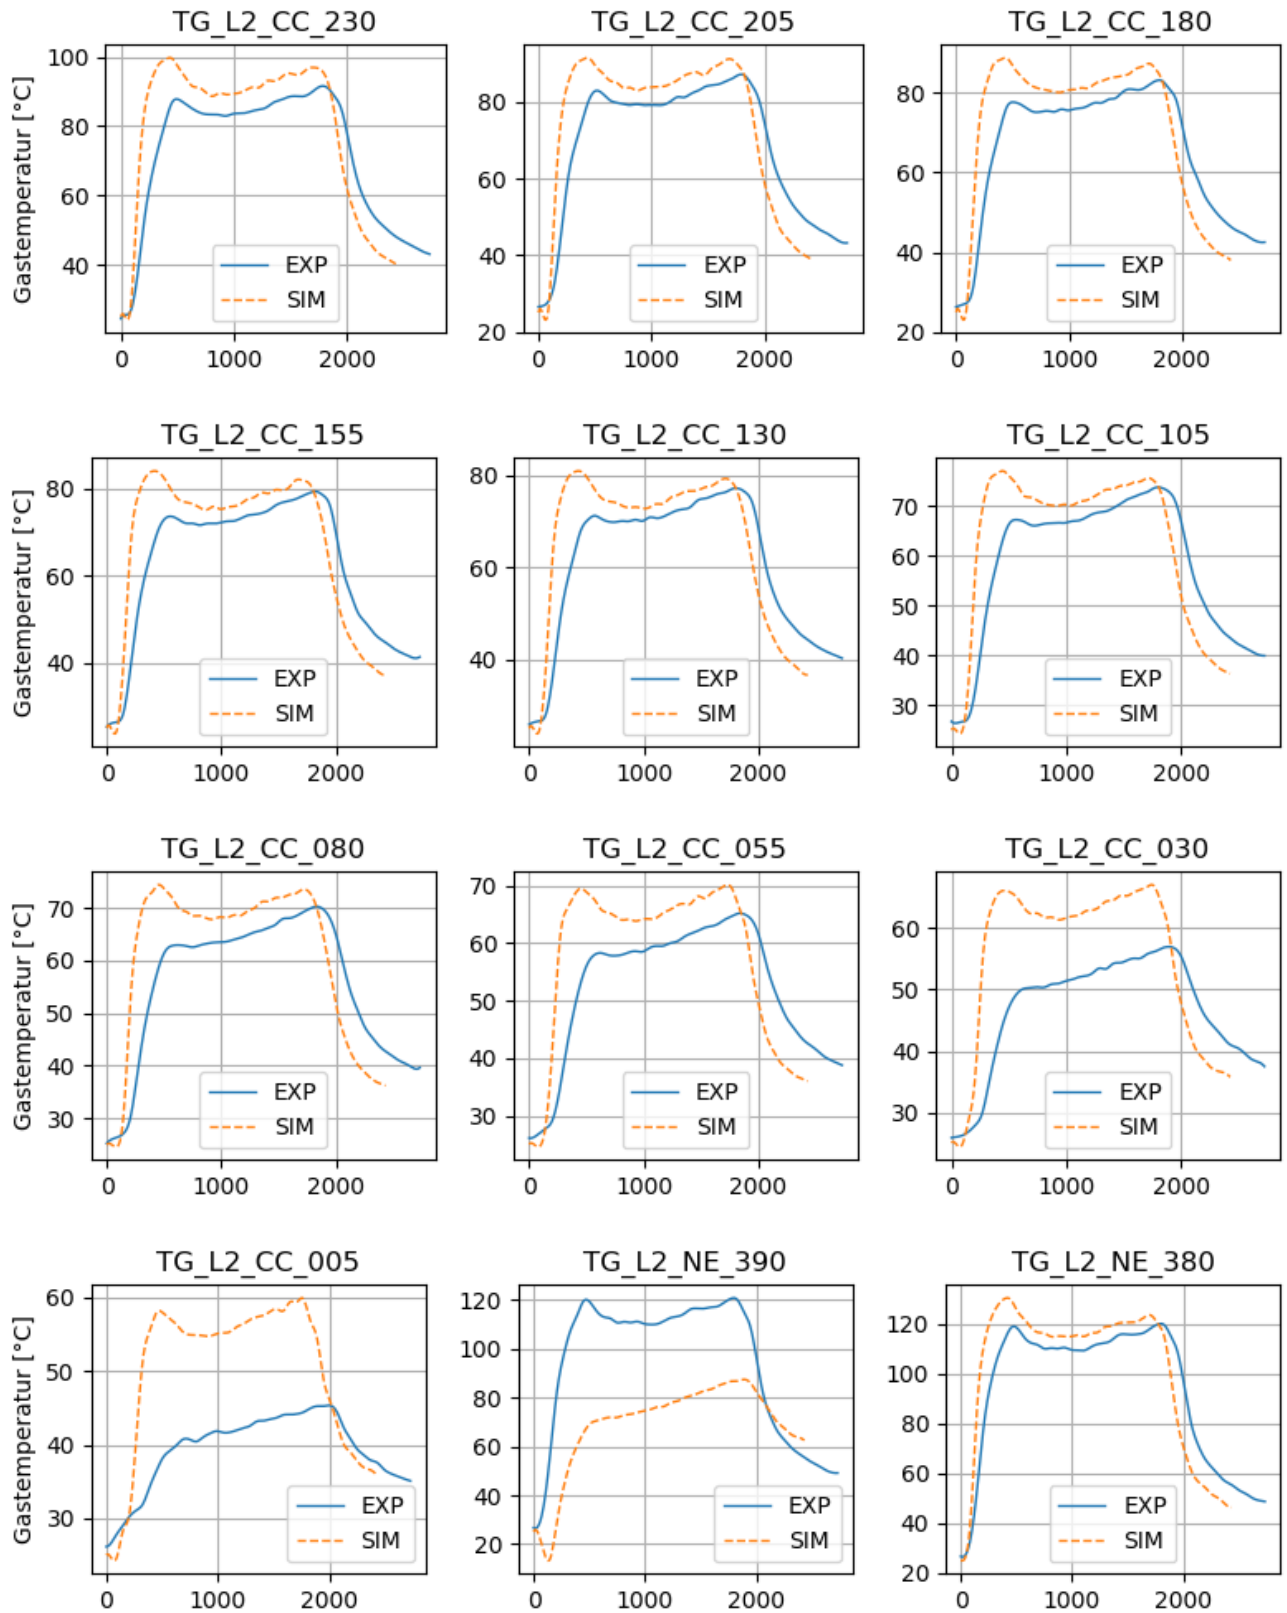 TG_L2_CC_230 TG_L2_CC_205 TG_L2_CC_180
Gastemperatur [°C]
100
80
60
40
EXP
SIM
0 1000 2000
80
60
40
20
EXP
SIM
0 1000 2000
80
60
40
20
EXP
SIM
0 1000 2000
TG_L2_CC_155 TG_L2_CC_130 TG_L2_CC_105
Gastemperatur [°C]
80
60
40
EXP
SIM
0 1000 2000
80
60
40
EXP
SIM
0 1000 2000
70
60
50
40
30
EXP
SIM
0 1000 2000
TG_L2_CC_080 TG_L2_CC_055 TG_L2_CC_030
Gastemperatur [°C]
70
60
50
40
30
EXP
SIM
0 1000 2000
70
60
50
40
30
EXP
SIM
0 1000 2000
60
50
40
30
EXP
SIM
0 1000 2000
TG_L2_CC_005 TG_L2_NE_390 TG_L2_NE_380
Gastemperatur [°C]
60
50
40
30
EXP
SIM
0 1000 2000
120
100
80
60
40
20
EXP
SIM
0 1000 2000
120
100
80
60
40
20
EXP
SIM
0 1000 2000